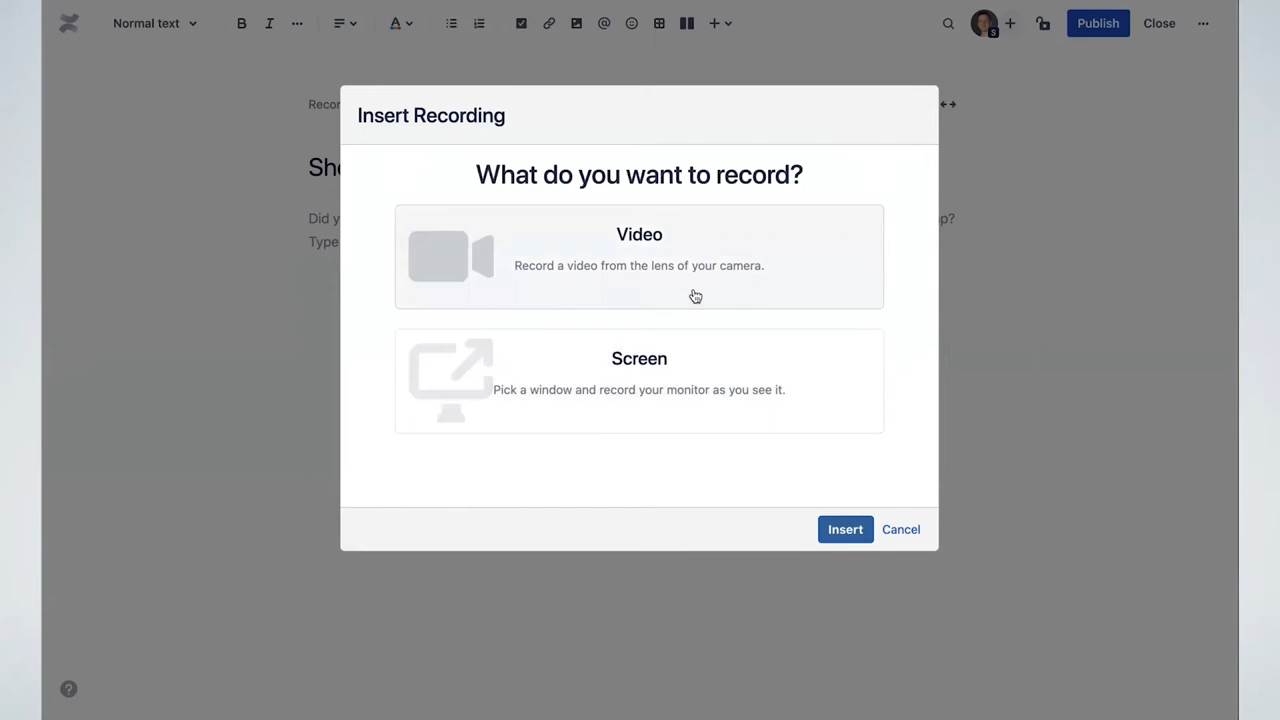 Normal text B I A @ Publish Close
S
Recor
Insert Recording
What do you want to record?
Sh
Video
Did y
Record a video from the lens of your camera.
p?
Type
Screen
Pick a window and record your monitor as you see it.
Insert Cancel
?